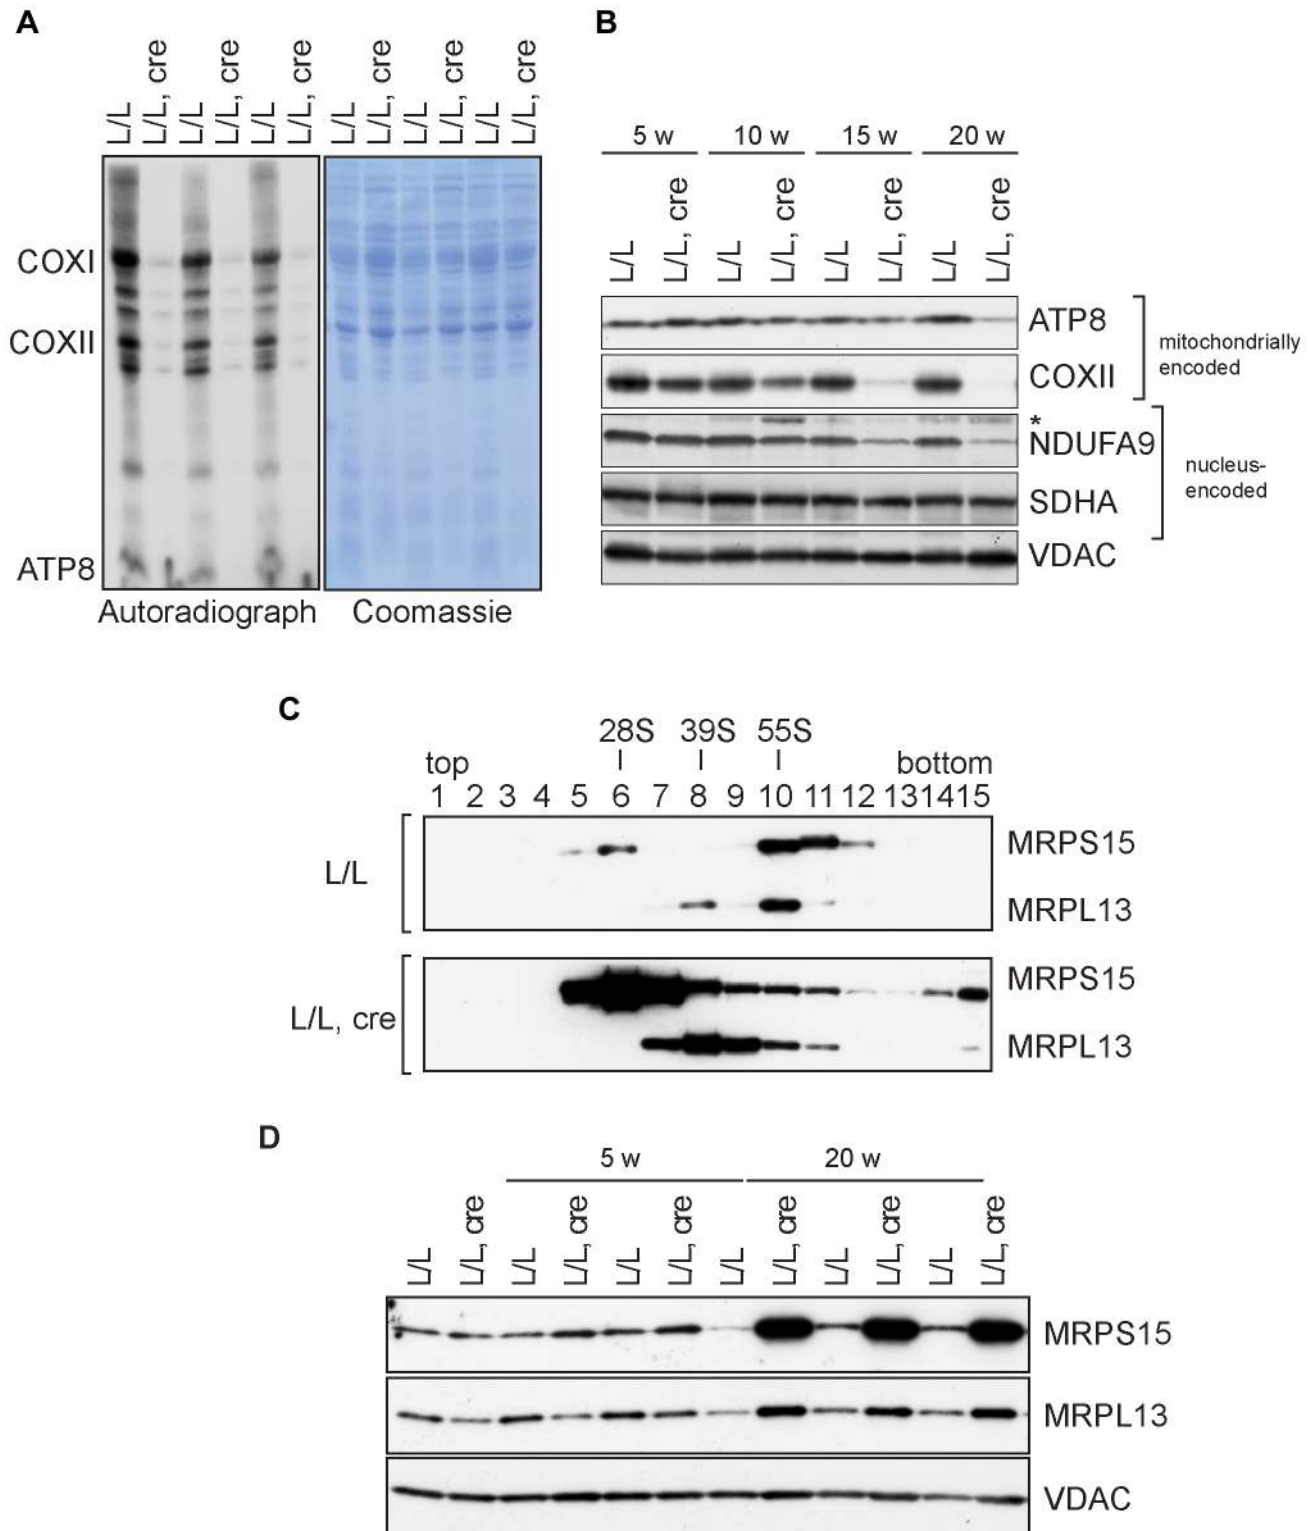 A
L/L
L/L, cre
L/L
L/L, cre
L/L
L/L, cre
L/L
L/L, cre
L/L
L/L, cre
L/L
L/L, cre
COXI
COXII
ATP8
Autoradiograph
Coomassie
B
5 w 10 w 15 w 20 w
L/L
L/L, cre
L/L
L/L, cre
L/L
L/L, cre
L/L
L/L, cre
ATP8
COXII
mitochondrially
encoded
*
NDUFA9
SDHA
nucleus-
encoded
VDAC
C
28S 39S 55S
top bottom
1 2 3 4 5 6 7 8 9 10 11 12 13 14 15
L/L
MRPS15
MRPL13
L/L, cre
MRPS15
MRPL13
D
5 w 20 w
L/L
L/L, cre
L/L
L/L, cre
L/L
L/L, cre
L/L
L/L, cre
L/L
L/L, cre
L/L
L/L, cre
MRPS15
MRPL13
VDAC